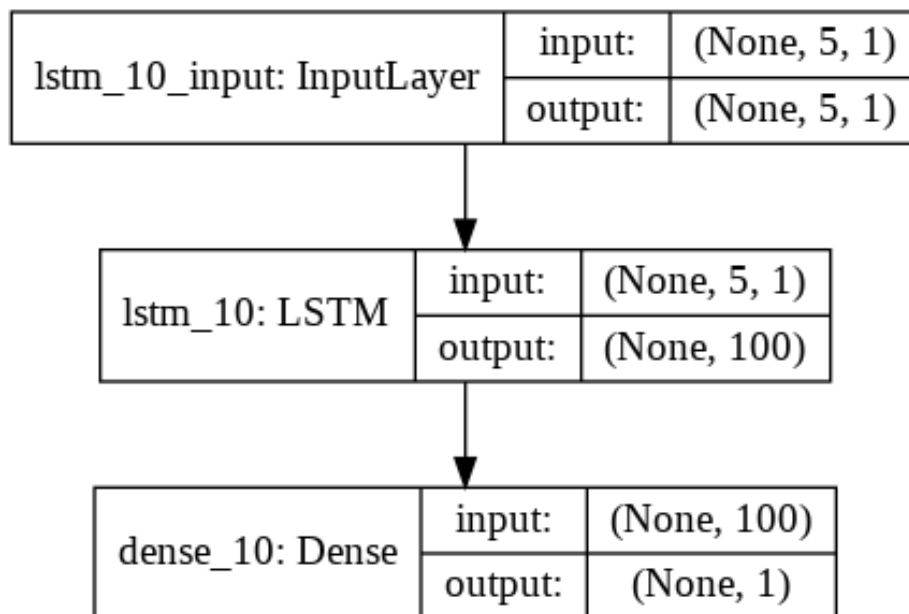 lstm_10_input: InputLayer
input: (None, 5, 1)
output: (None, 5, 1)
lstm_10: LSTM
input: (None, 5, 1)
output: (None, 100)
dense_10: Dense
input: (None, 100)
output: (None, 1)